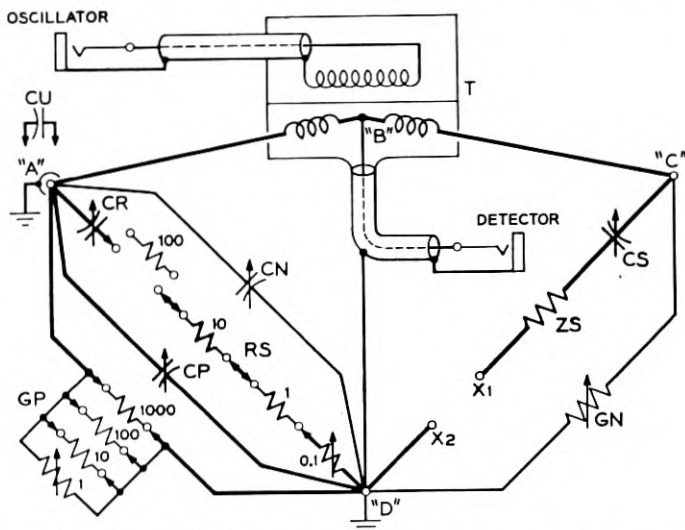 OSCILLATOR
T
CU
"B"
"A"
"C"
CR
100
DETECTOR
CS
CN
10
RS
ZS
CP
X1
GP
1000
1
GN
100
X2
10
0.1
1
"D"